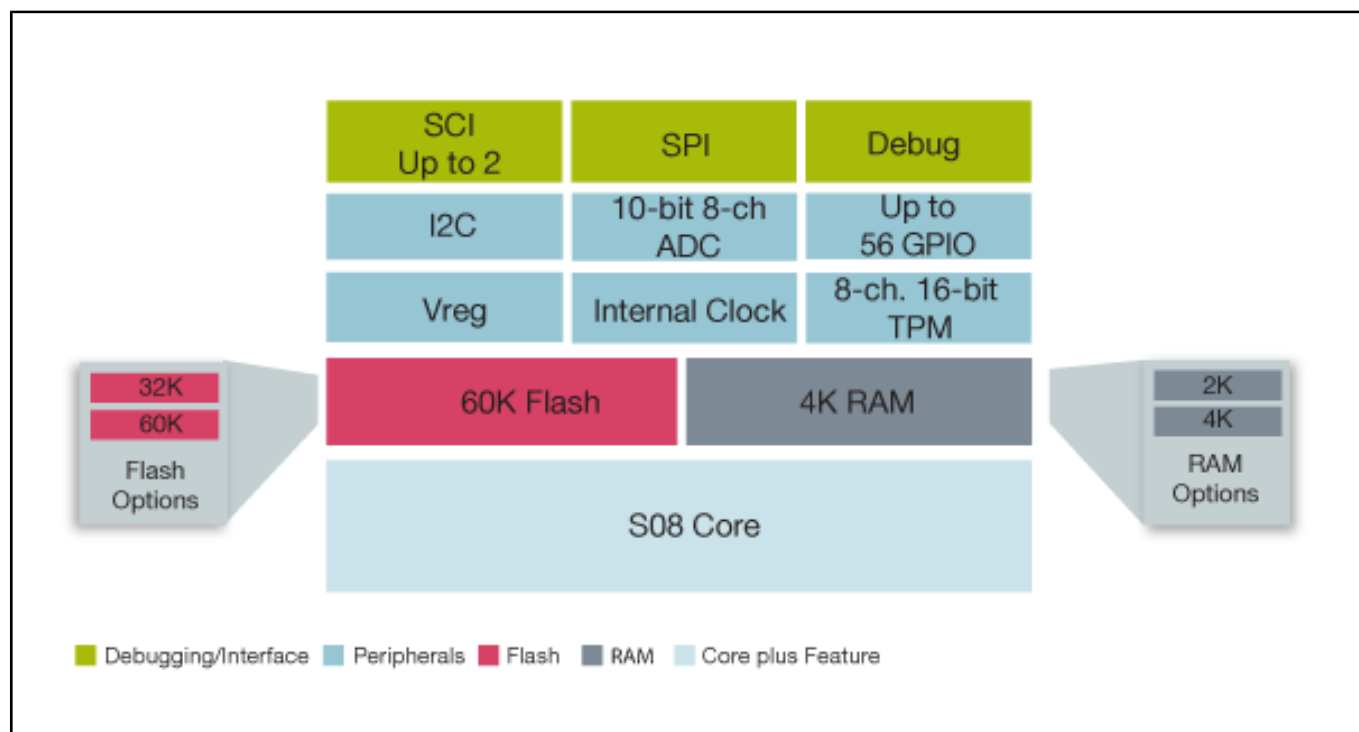 SCI
Up to 2
SPI
Debug
I2C
10-bit 8-ch
ADC
Up to
56 GPIO
Vreg
Internal Clock
8-ch. 16-bit
TPM
32K
60K
Flash
Options
60K Flash
4K RAM
2K
4K
RAM
Options
S08 Core
Debugging/Interface
Peripherals
Flash
RAM
Core plus Feature